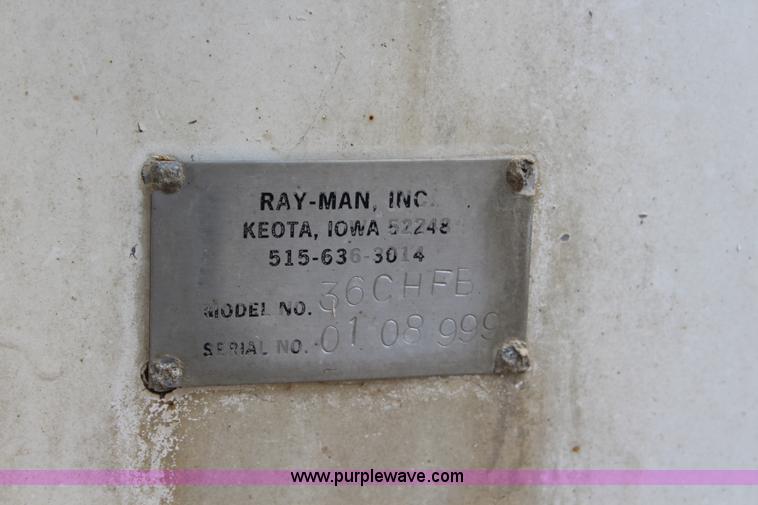 RAY-MAN, INC.
KEOTA, IOWA 52248
515-636-3014
MODEL NO. 36CHFB
SERIAL NO. 01 08 999
www.purplewave.com